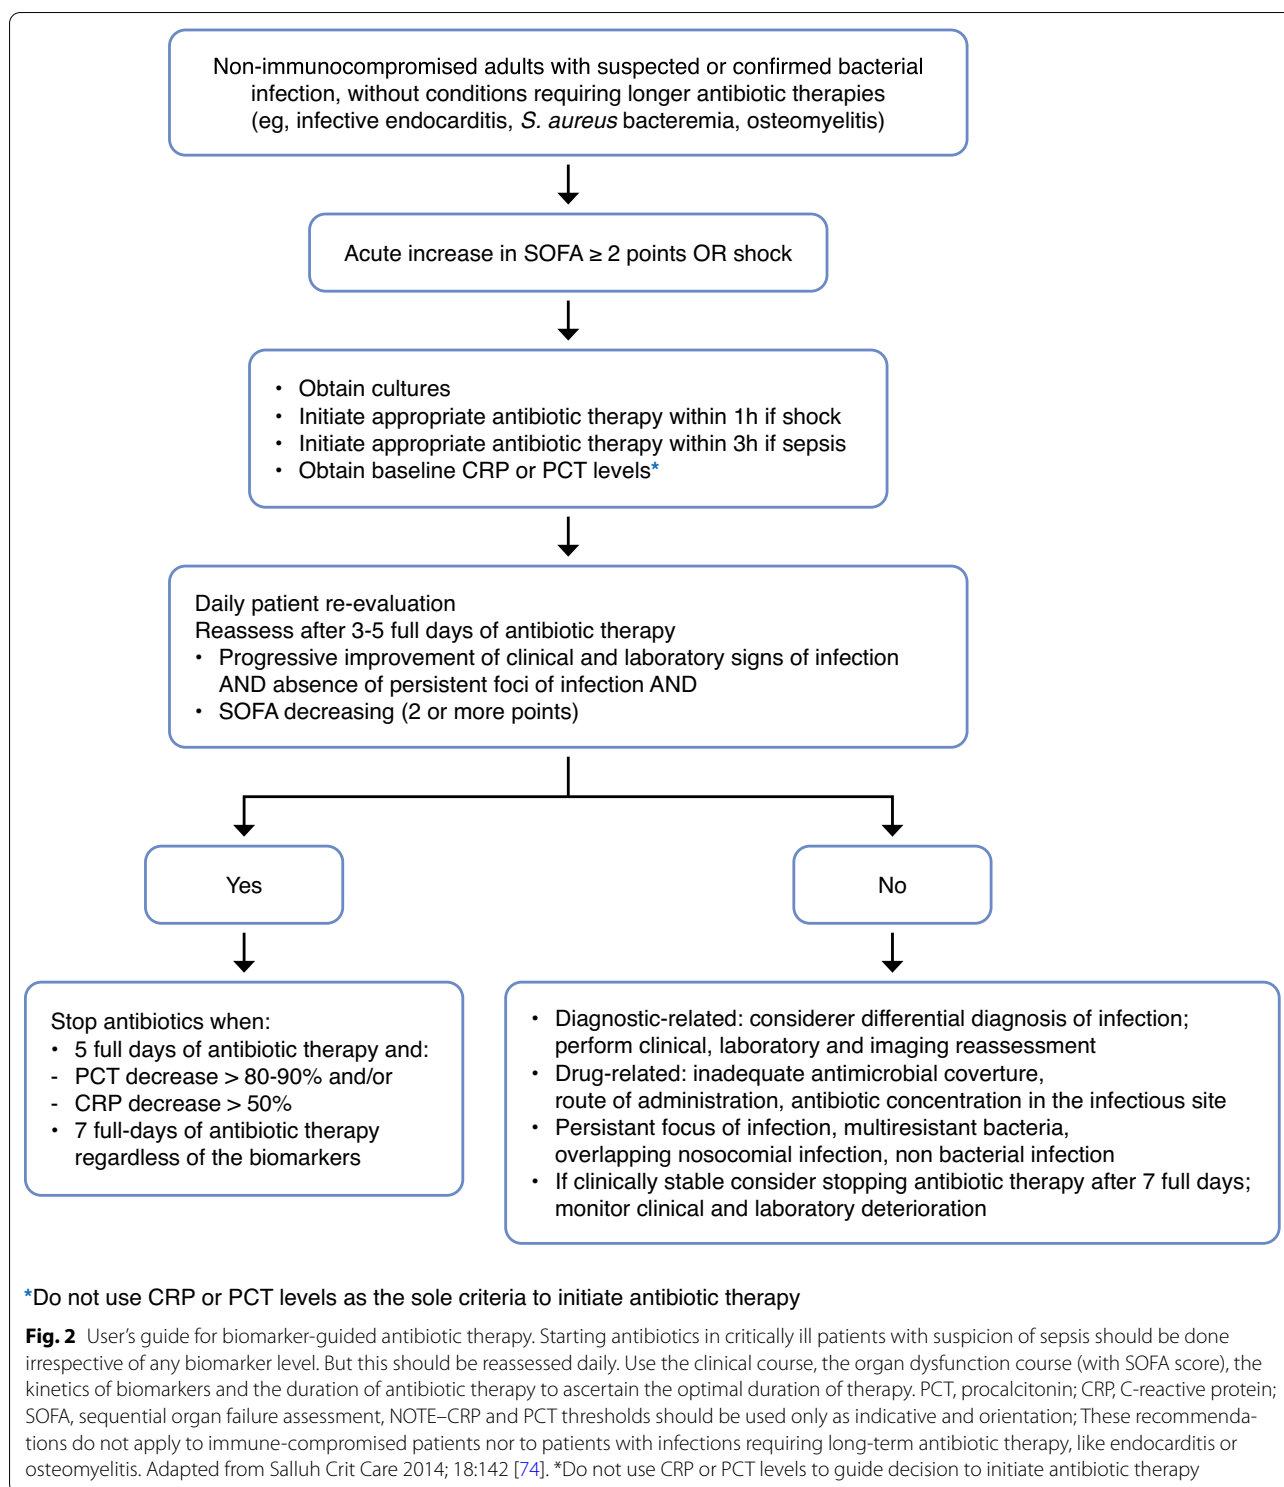 Non-immunocompromised adults with suspected or confirmed bacterial
infection, without conditions requiring longer antibiotic therapies
(eg, infective endocarditis, S. aureus bacteremia, osteomyelitis)
Acute increase in SOFA ≥ 2 points OR shock
• Obtain cultures
• Initiate appropriate antibiotic therapy within 1h if shock
• Initiate appropriate antibiotic therapy within 3h if sepsis
• Obtain baseline CRP or PCT levels*
Daily patient re-evaluation
Reassess after 3-5 full days of antibiotic therapy
• Progressive improvement of clinical and laboratory signs of infection
AND absence of persistent foci of infection AND
• SOFA decreasing (2 or more points)
Yes
No
Stop antibiotics when:
• 5 full days of antibiotic therapy and:
- PCT decrease > 80-90% and/or
- CRP decrease > 50%
• 7 full-days of antibiotic therapy
regardless of the biomarkers
• Diagnostic-related: considerer differential diagnosis of infection;
perform clinical, laboratory and imaging reassessment
• Drug-related: inadequate antimicrobial coverture,
route of administration, antibiotic concentration in the infectious site
• Persistant focus of infection, multiresistant bacteria,
overlapping nosocomial infection, non bacterial infection
• If clinically stable consider stopping antibiotic therapy after 7 full days;
monitor clinical and laboratory deterioration
*Do not use CRP or PCT levels as the sole criteria to initiate antibiotic therapy
Fig. 2 User's guide for biomarker-guided antibiotic therapy. Starting antibiotics in critically ill patients with suspicion of sepsis should be done
irrespective of any biomarker level. But this should be reassessed daily. Use the clinical course, the organ dysfunction course (with SOFA score), the
kinetics of biomarkers and the duration of antibiotic therapy to ascertain the optimal duration of therapy. PCT, procalcitonin; CRP, C-reactive protein;
SOFA, sequential organ failure assessment, NOTE–CRP and PCT thresholds should be used only as indicative and orientation; These recommenda-
tions do not apply to immune-compromised patients nor to patients with infections requiring long-term antibiotic therapy, like endocarditis or
osteomyelitis. Adapted from Salluh Crit Care 2014; 18:142 [74]. *Do not use CRP or PCT levels to guide decision to initiate antibiotic therapy